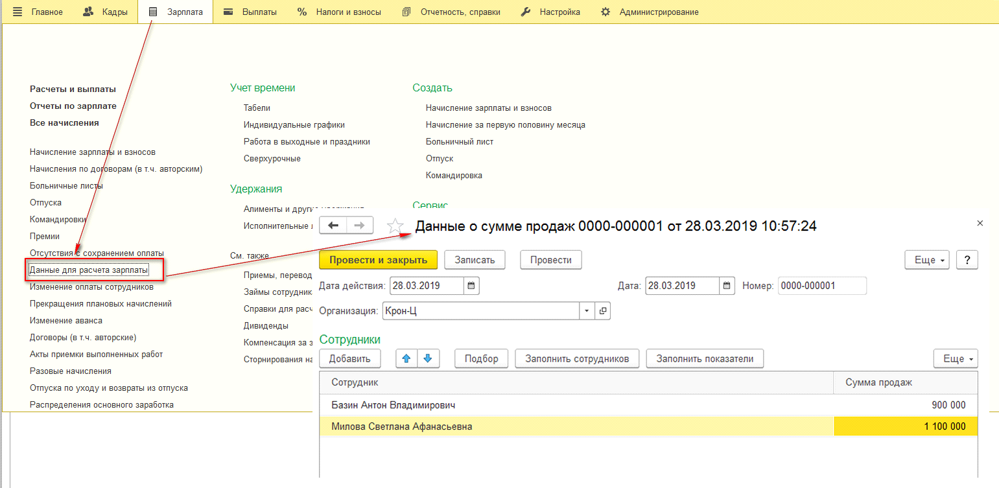 Главное Кадры Зарплата Выплаты % Налоги и взносы Отчетность, справки Настройка Администрирование
Расчеты и выплаты
Отчеты по зарплате
Все начисления
Начисление зарплаты и взносов
Начисления по договорам (в т.ч. авторским)
Больничные листы
Отпуска
Командировки
Премии
Отсутствия с сохранением оплаты
Данные для расчета зарплаты
Изменение оплаты сотрудников
Прекращения плановых начислений
Изменение аванса
Договоры (в т.ч. авторские)
Акты приемки выполненных работ
Разовые начисления
Отпуска по уходу и возвраты из отпуска
Распределения основного заработка
Учет времени
Табели
Индивидуальные графики
Работа в выходные и праздники
Сверхурочные
Удержания
Алименты и другие удержания
Исполнительные
См. также
Приемы, перевод
Займы сотрудник
Справки для расч
Дивиденды
Компенсация за з
Сторнирования на
Создать
Начисление зарплаты и взносов
Начисление за первую половину месяца
Больничный лист
Отпуск
Командировка
Сервис
Данные о сумме продаж 0000-000001 от 28.03.2019 10:57:24
Провести и закрыть Записать Провести Еще ?
Дата действия: 28.03.2019 Дата: 28.03.2019 Номер: 0000-000001
Организация: Крон-Ц
Сотрудники
Добавить Подбор Заполнить сотрудников Заполнить показатели Еще
Сотрудник Сумма продаж
Базин Антон Владимирович 900 000
Милова Светлана Афанасьевна 1 100 000